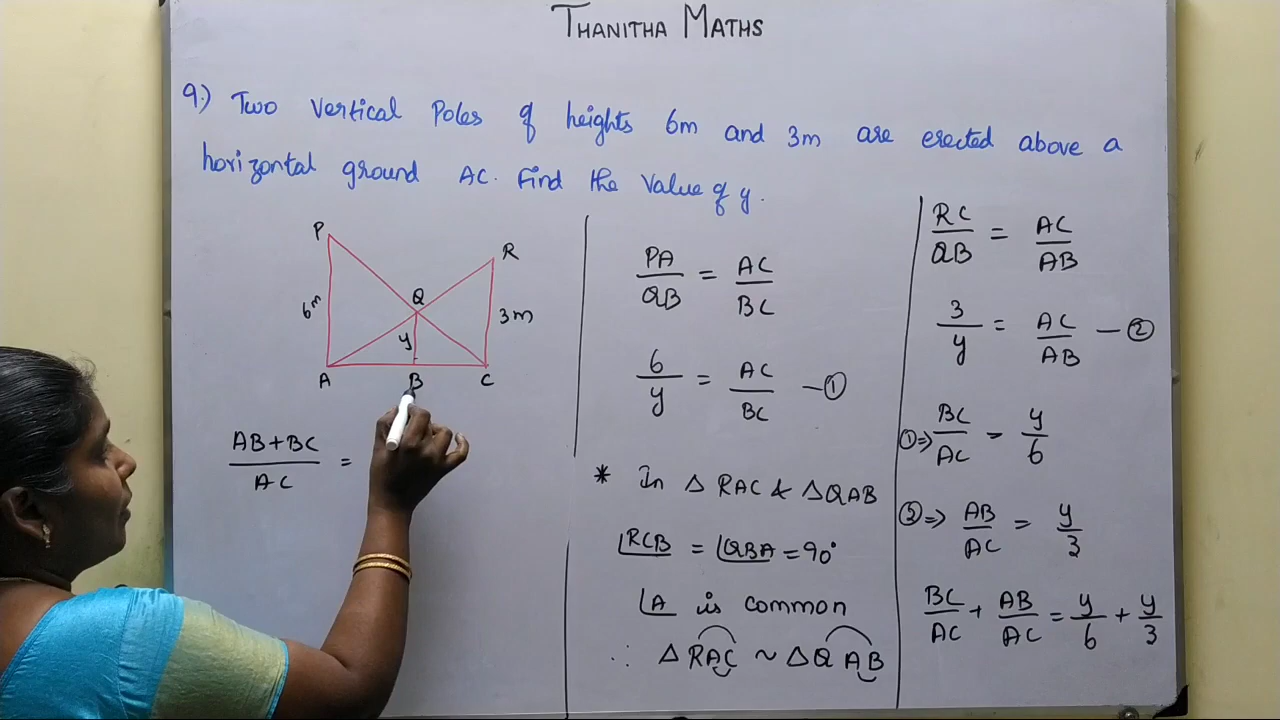 THANITHA MATHS
9.) Two vertical Poles of heights 6m and 3m are erected above a
horizontal ground AC. Find the value of y.
P
R
Q
6m
3m
y
A B C
AB+BC / AC =
PA / QB = AC / BC
6 / y = AC / BC — ①
* In △ RAC & △QAB
∠RCB = ∠QBA = 90°
∠A is common
∴ △ RAC ~ △Q AB
RC / QB = AC / AB
3 / y = AC / AB — ②
①⇒ BC / AC = y / 6
②⇒ AB / AC = y / 3
BC / AC + AB / AC = y / 6 + y / 3